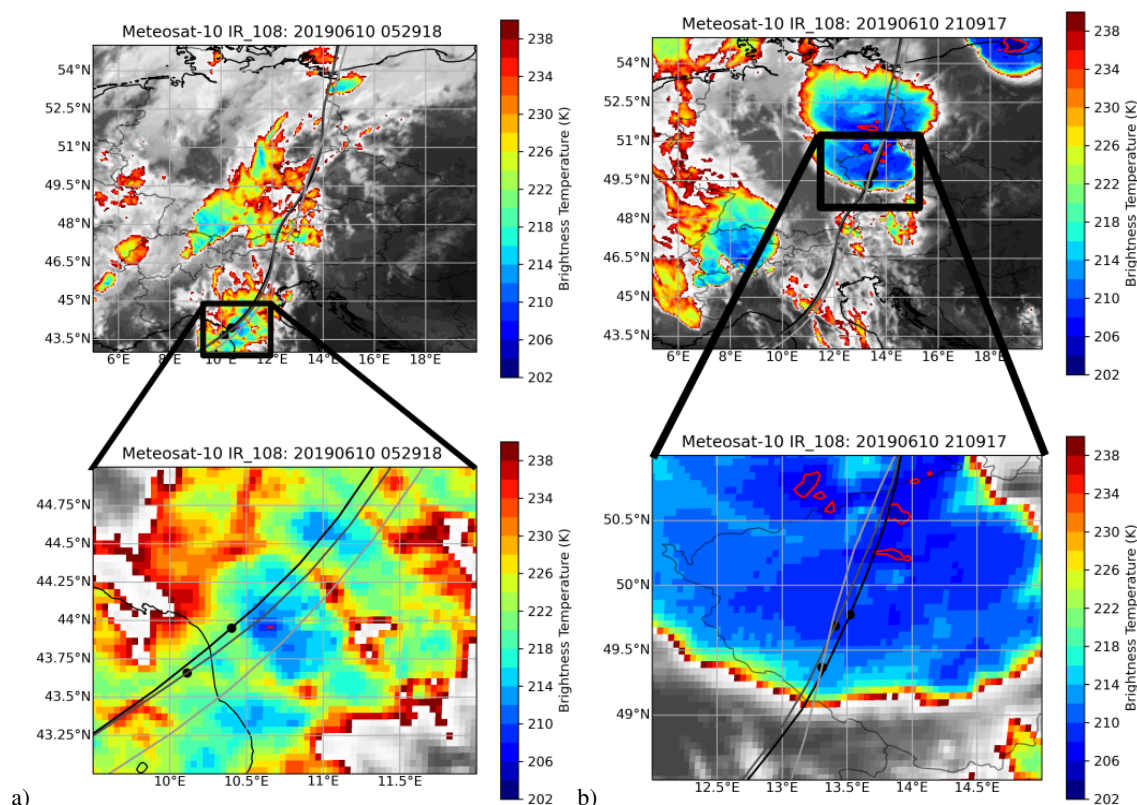 Meteosat-10 IR_108: 20190610 052918
54°N
52.5°N
51°N
49.5°N
48°N
46.5°N
45°N
43.5°N
6°E
8°E
10°E
12°E
14°E
16°E
18°E
238
234
230
226
222
218
214
210
206
202
Brightness Temperature (K)
Meteosat-10 IR_108: 20190610 210917
54°N
52.5°N
51°N
49.5°N
48°N
46.5°N
45°N
43.5°N
6°E
8°E
10°E
12°E
14°E
16°E
18°E
238
234
230
226
222
218
214
210
206
202
Brightness Temperature (K)
Meteosat-10 IR_108: 20190610 052918
44.75°N
44.5°N
44.25°N
44°N
43.75°N
43.5°N
43.25°N
10°E
10.5°E
11°E
11.5°E
238
234
230
226
222
218
214
210
206
202
Brightness Temperature (K)
a)
Meteosat-10 IR_108: 20190610 210917
50.5°N
50°N
49.5°N
49°N
12.5°E
13°E
13.5°E
14°E
14.5°E
238
234
230
226
222
218
214
210
206
202
Brightness Temperature (K)
b)